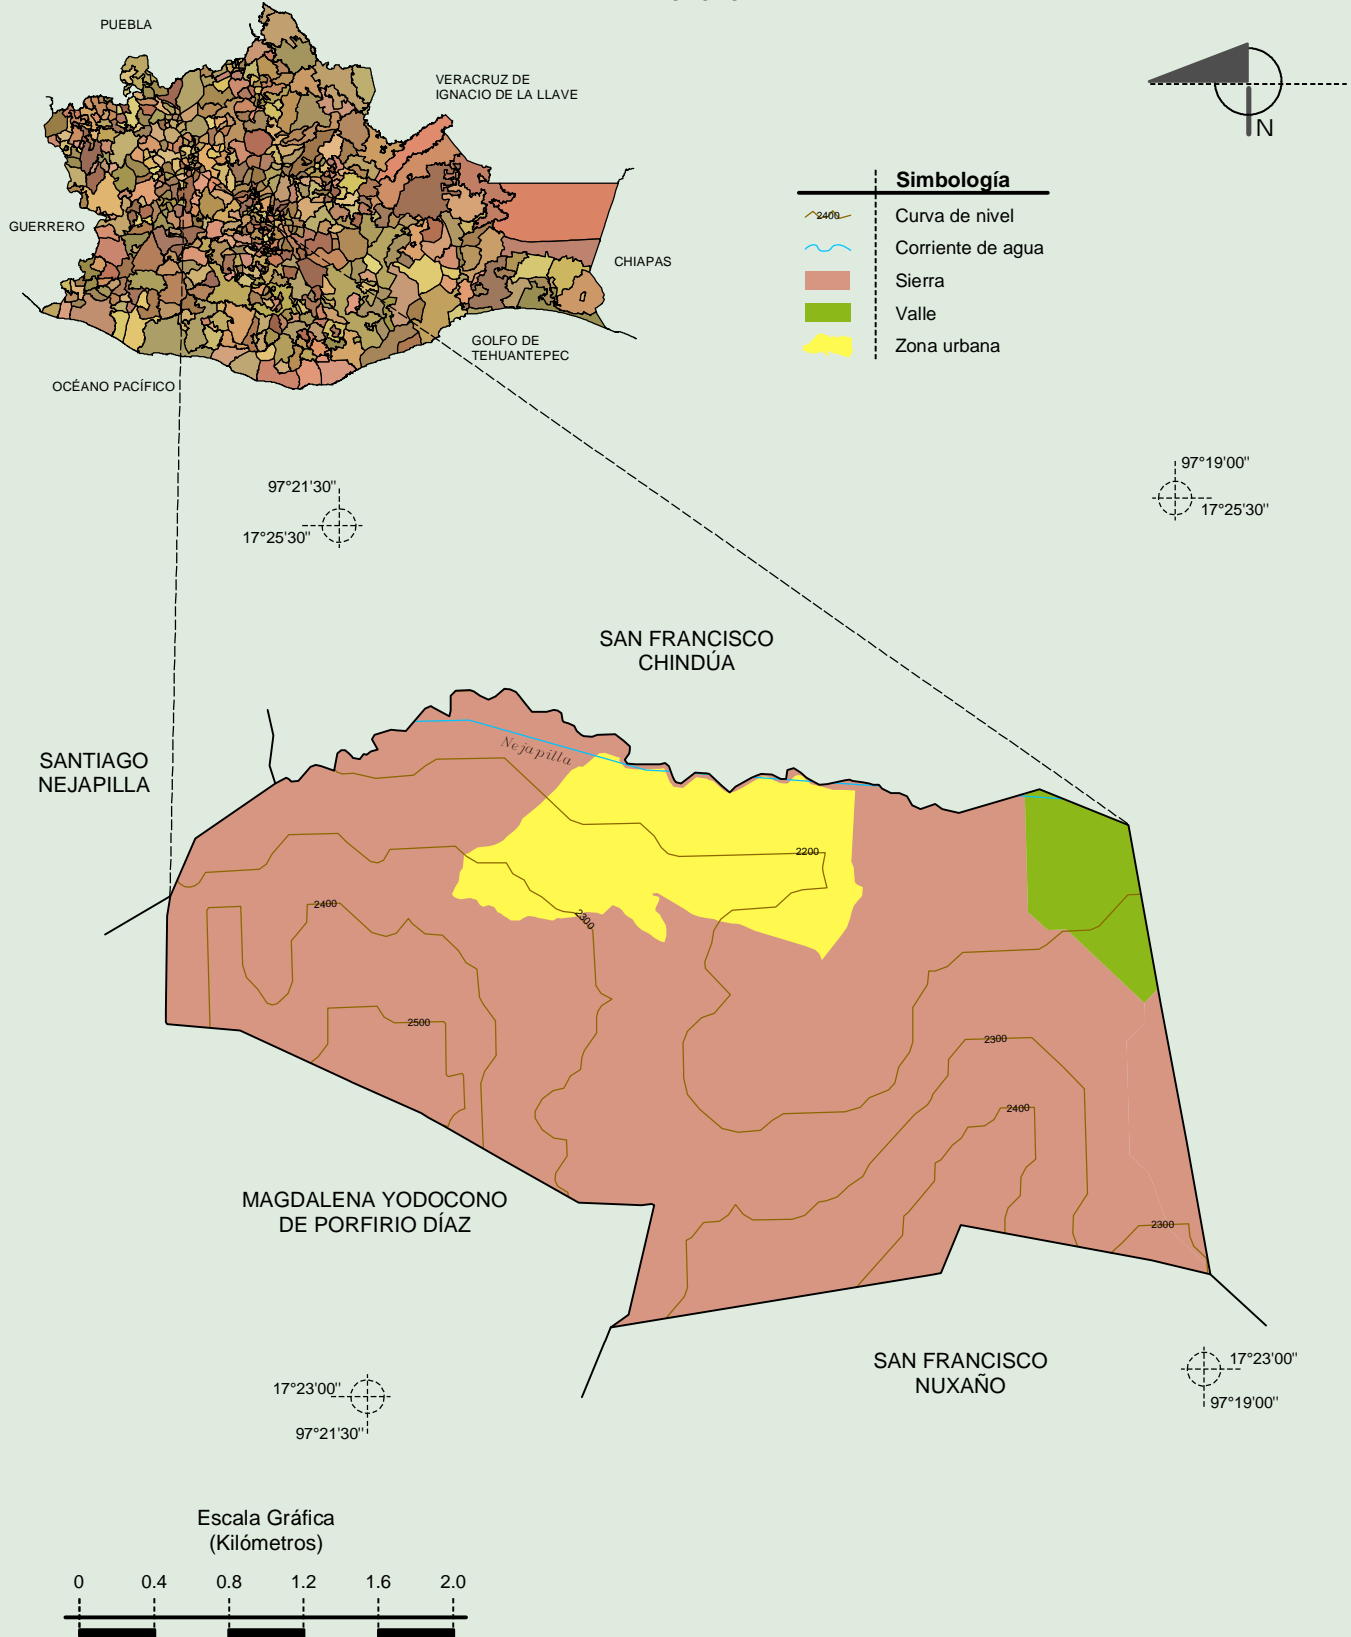 PUEBLA
VERACRUZ DE
IGNACIO DE LA LLAVE
N
Simbología
2400
Curva de nivel
Corriente de agua
Sierra
Valle
Zona urbana
GUERRERO
CHIAPAS
GOLFO DE
TEHUANTEPEC
OCÉANO PACÍFICO
97°21'30"
17°25'30"
97°19'00"
17°25'30"
SAN FRANCISCO
CHINDÚA
SANTIAGO
NEJAPILLA
Nejapilla
2200
2400
2300
2500
2300
2400
2300
MAGDALENA YODOCONO
DE PORFIRIO DÍAZ
SAN FRANCISCO
NUXAÑO
17°23'00"
97°21'30"
17°23'00"
97°19'00"
Escala Gráfica
(Kilómetros)
0 0.4 0.8 1.2 1.6 2.0